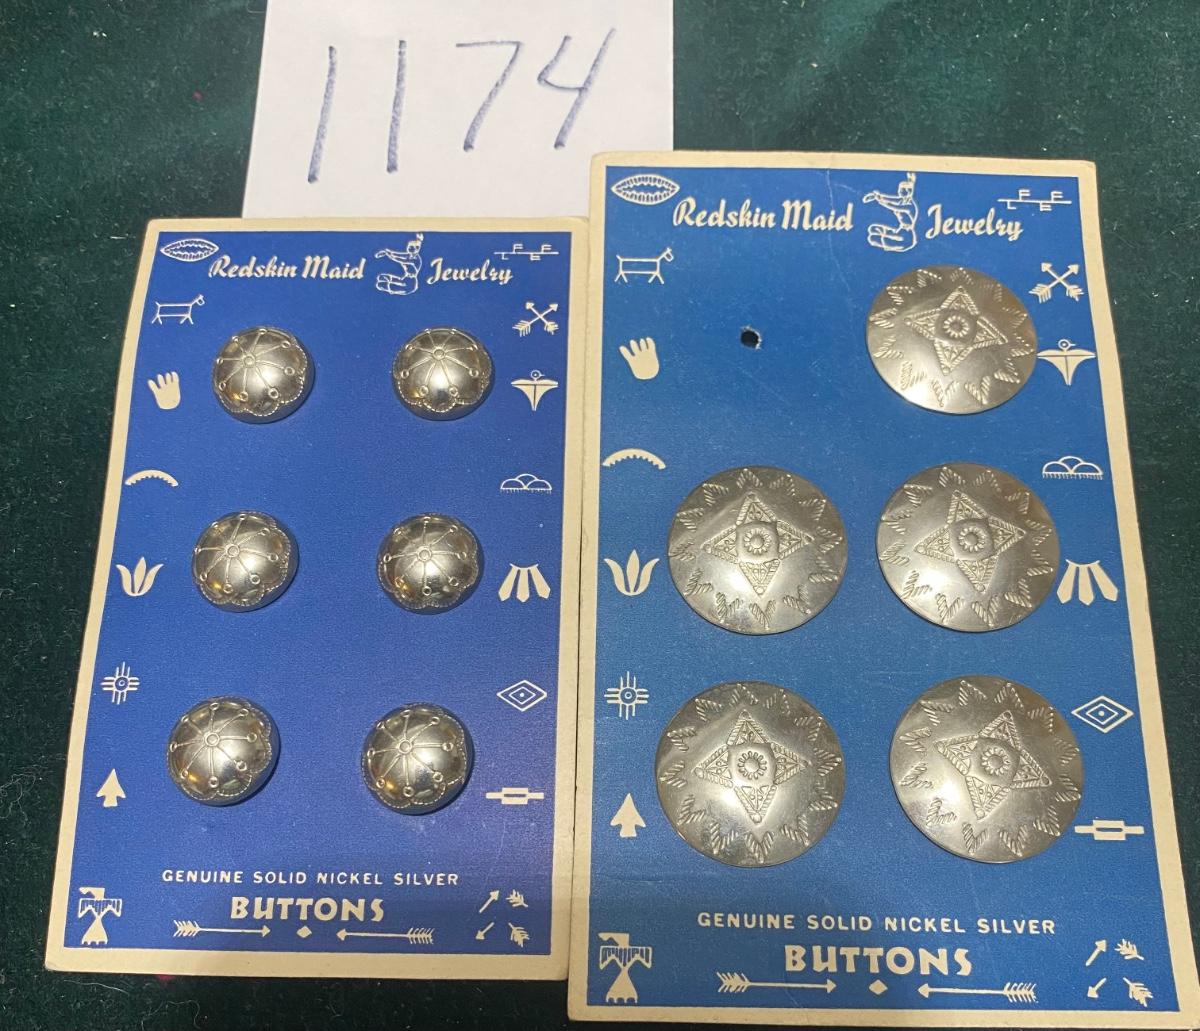 1174
Redskin Maid Jewelry
GENUINE SOLID NICKEL SILVER
BUTTONS
Redskin Maid Jewelry
GENUINE SOLID NICKEL SILVER
BUTTONS